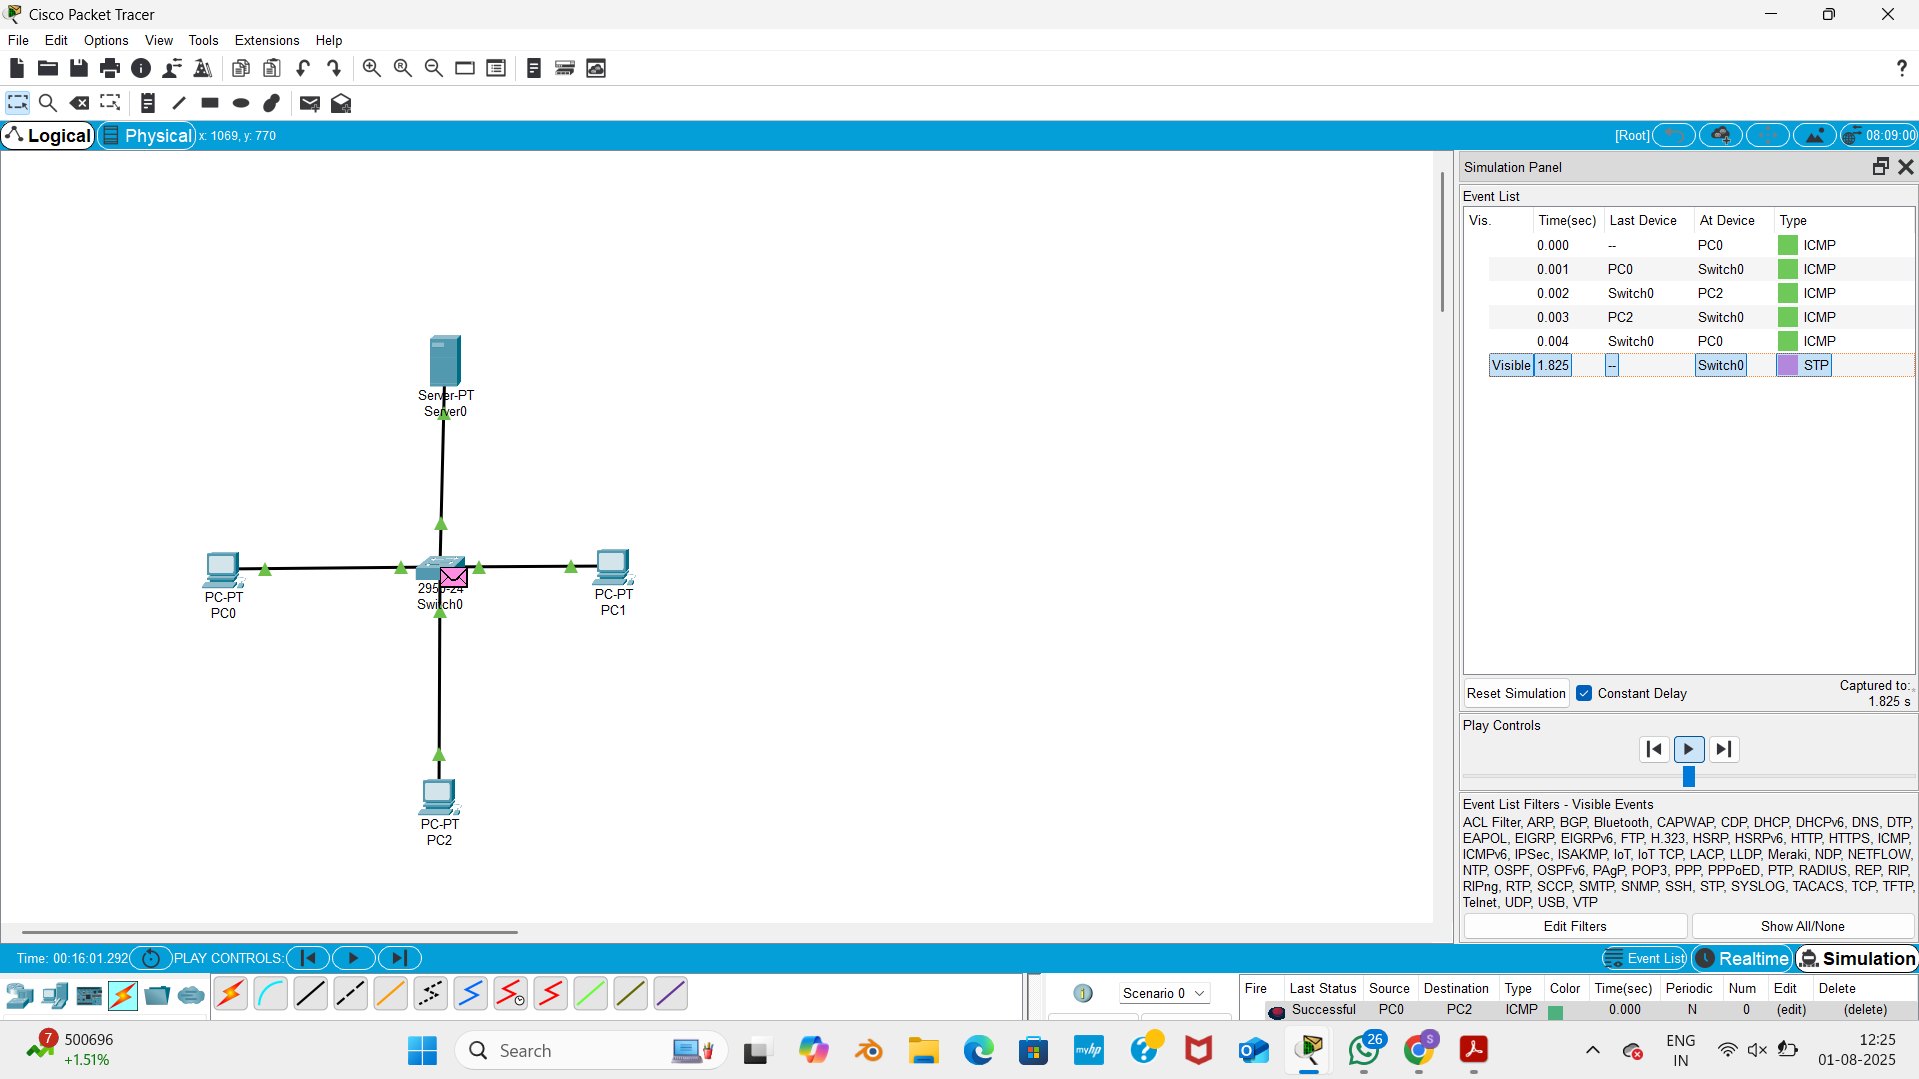 Cisco Packet Tracer
File Edit Options View Tools Extensions Help
Logical Physical x: 1069, y: 770 [Root] 08:09:00
Simulation Panel
Event List
Vis. Time(sec) Last Device At Device Type
0.000 -- PC0 ICMP
0.001 PC0 Switch0 ICMP
0.002 Switch0 PC2 ICMP
0.003 PC2 Switch0 ICMP
0.004 Switch0 PC0 ICMP
Visible 1.825 -- Switch0 STP
Server-PT
Server0
PC-PT
PC0
Switch0
PC-PT
PC1
PC-PT
PC2
Reset Simulation Constant Delay Captured to:
1.825 s
Play Controls
Event List Filters - Visible Events
ACL Filter, ARP, BGP, Bluetooth, CAPWAP, CDP, DHCP, DHCPv6, DNS, DTP,
EAPOL, EIGRP, EIGRPv6, FTP, H.323, HSRP, HSRPv6, HTTP, HTTPS, ICMP,
ICMPv6, IPSec, ISAKMP, IoT, IoT TCP, LACP, LLDP, Meraki, NDP, NETFLOW,
NTP, OSPF, OSPFv6, PAgP, POP3, PPP, PPPoED, PTP, RADIUS, REP, RIP,
RIPng, RTP, SCCP, SMTP, SNMP, SSH, STP, SYSLOG, TACACS, TCP, TFTP,
Telnet, UDP, USB, VTP
Edit Filters Show All/None
Time: 00:16:01.292 PLAY CONTROLS: Event List Realtime Simulation
Scenario 0
Fire Last Status Source Destination Type Color Time(sec) Periodic Num Edit Delete
Successful PC0 PC2 ICMP 0.000 N 0 (edit) (delete)
7 500696
+1.51%
Search
myhp
26
S
ENG
IN
12:25
01-08-2025